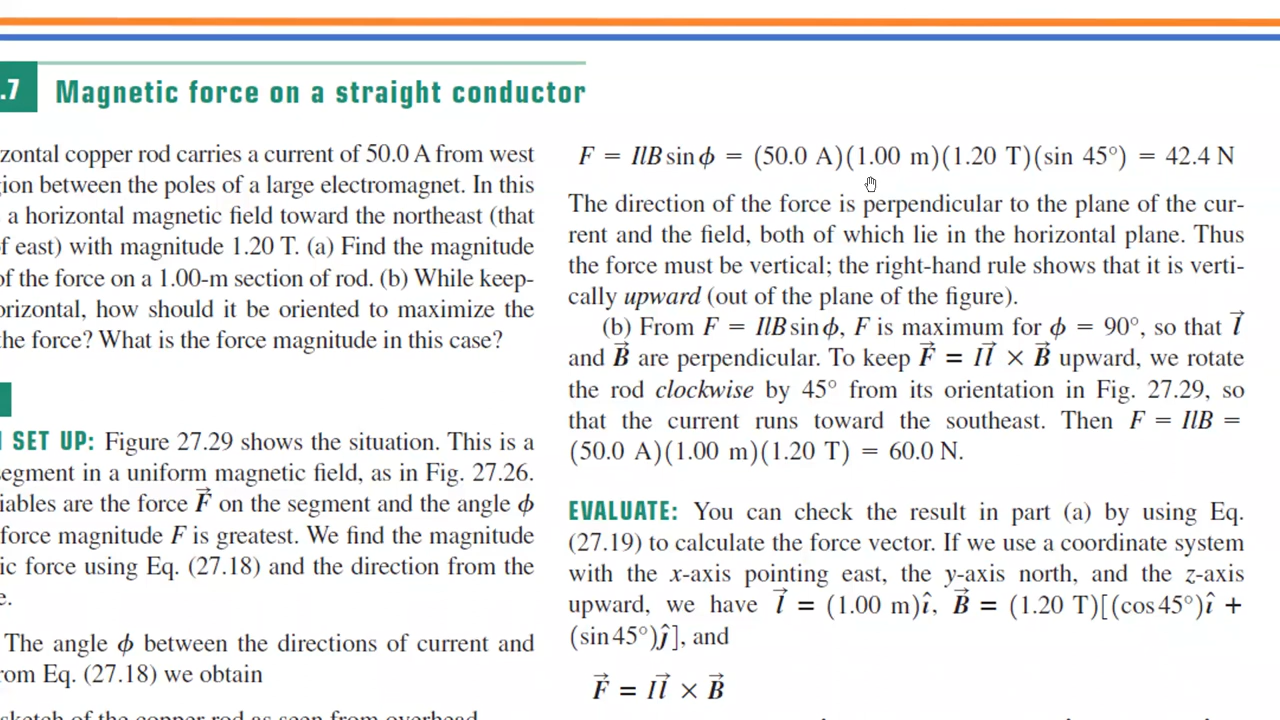 .7 Magnetic force on a straight conductor
zontal copper rod carries a current of 50.0 A from west
ion between the poles of a large electromagnet. In this
a horizontal magnetic field toward the northeast (that
f east) with magnitude 1.20 T. (a) Find the magnitude
of the force on a 1.00-m section of rod. (b) While keep-
orizontal, how should it be oriented to maximize the
he force? What is the force magnitude in this case?
SET UP: Figure 27.29 shows the situation. This is a
segment in a uniform magnetic field, as in Fig. 27.26.
iables are the force F⃗ on the segment and the angle ϕ
force magnitude F is greatest. We find the magnitude
ic force using Eq. (27.18) and the direction from the
e.
The angle ϕ between the directions of current and
rom Eq. (27.18) we obtain
sketch of the copper rod as seen from overhead.
F = IlB sin ϕ = (50.0 A)(1.00 m)(1.20 T)(sin 45°) = 42.4 N
The direction of the force is perpendicular to the plane of the cur-
rent and the field, both of which lie in the horizontal plane. Thus
the force must be vertical; the right-hand rule shows that it is verti-
cally upward (out of the plane of the figure).
(b) From F = IlB sin ϕ, F is maximum for ϕ = 90°, so that l⃗
and B⃗ are perpendicular. To keep F⃗ = Il⃗ × B⃗ upward, we rotate
the rod clockwise by 45° from its orientation in Fig. 27.29, so
that the current runs toward the southeast. Then F = IlB =
(50.0 A)(1.00 m)(1.20 T) = 60.0 N.
EVALUATE: You can check the result in part (a) by using Eq.
(27.19) to calculate the force vector. If we use a coordinate system
with the x-axis pointing east, the y-axis north, and the z-axis
upward, we have l⃗ = (1.00 m)î, B⃗ = (1.20 T)[(cos 45°)î +
(sin 45°)ĵ], and
F⃗ = Il⃗ × B⃗